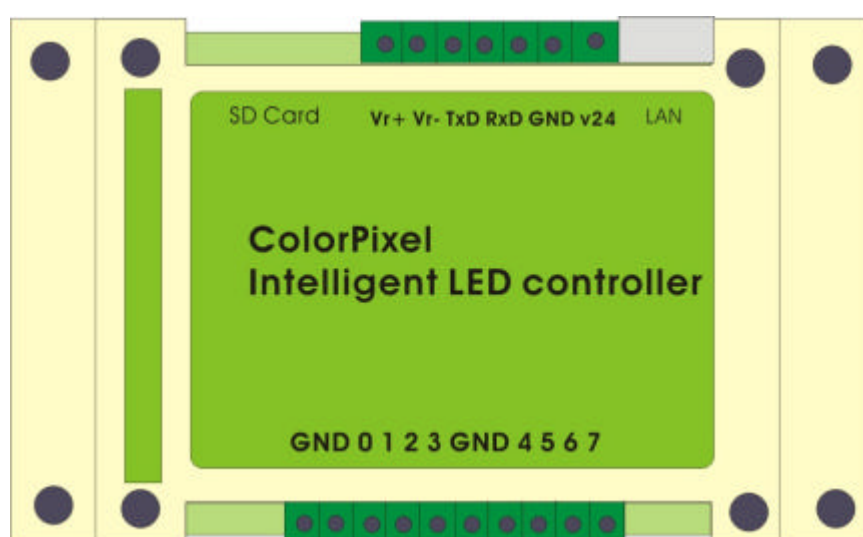 SD Card Vr+ Vr- TxD RxD GND v24 LAN
ColorPixel
Intelligent LED controller
GND 0 1 2 3 GND 4 5 6 7